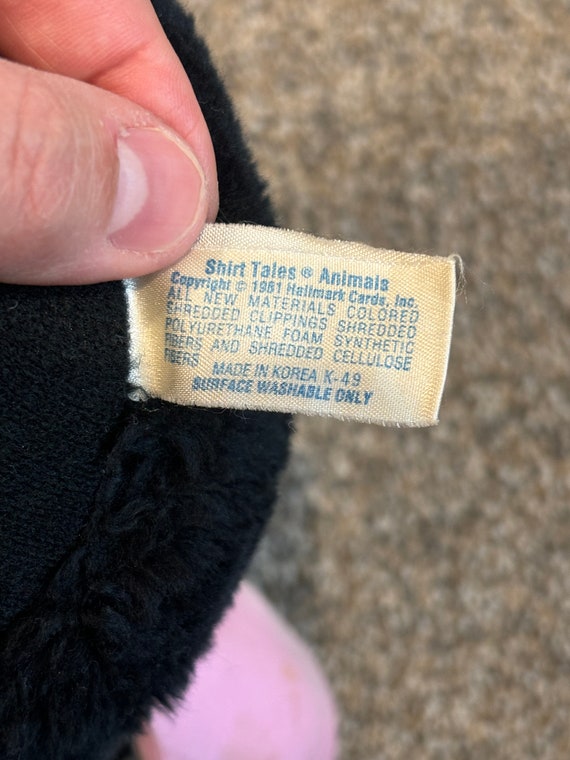 Shirt Tales ® Animals
Copyright © 1981 Hallmark Cards, Inc.
ALL NEW MATERIALS COLORED
SHREDDED CLIPPINGS SHREDDED
POLYURETHANE FOAM SYNTHETIC
FIBERS AND SHREDDED CELLULOSE
FIBERS
MADE IN KOREA K-49
SURFACE WASHABLE ONLY